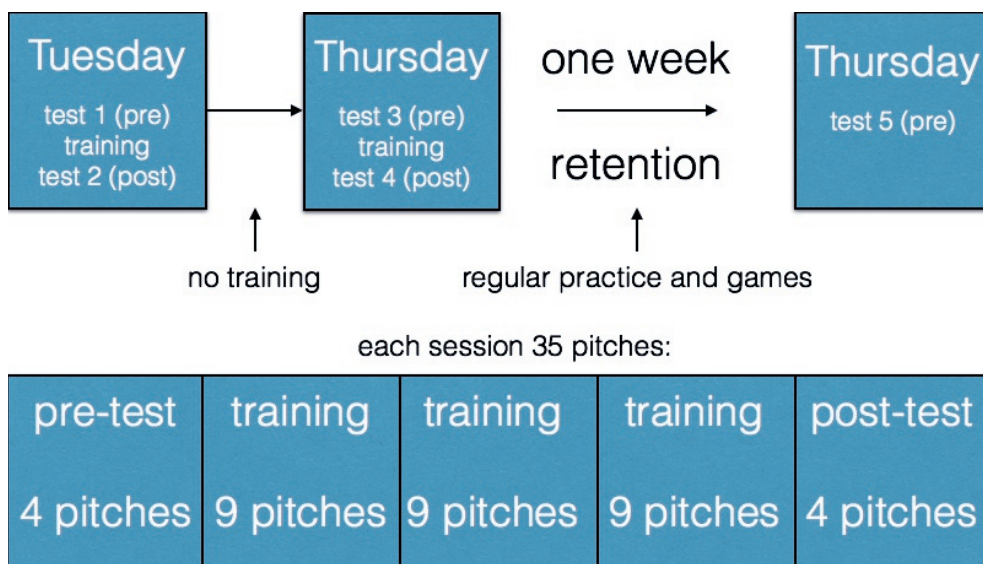 Tuesday
test 1 (pre)
training
test 2 (post)
Thursday
test 3 (pre)
training
test 4 (post)
one week
retention
Thursday
test 5 (pre)
no training
regular practice and games
each session 35 pitches:
pre-test
4 pitches
training
9 pitches
training
9 pitches
training
9 pitches
post-test
4 pitches